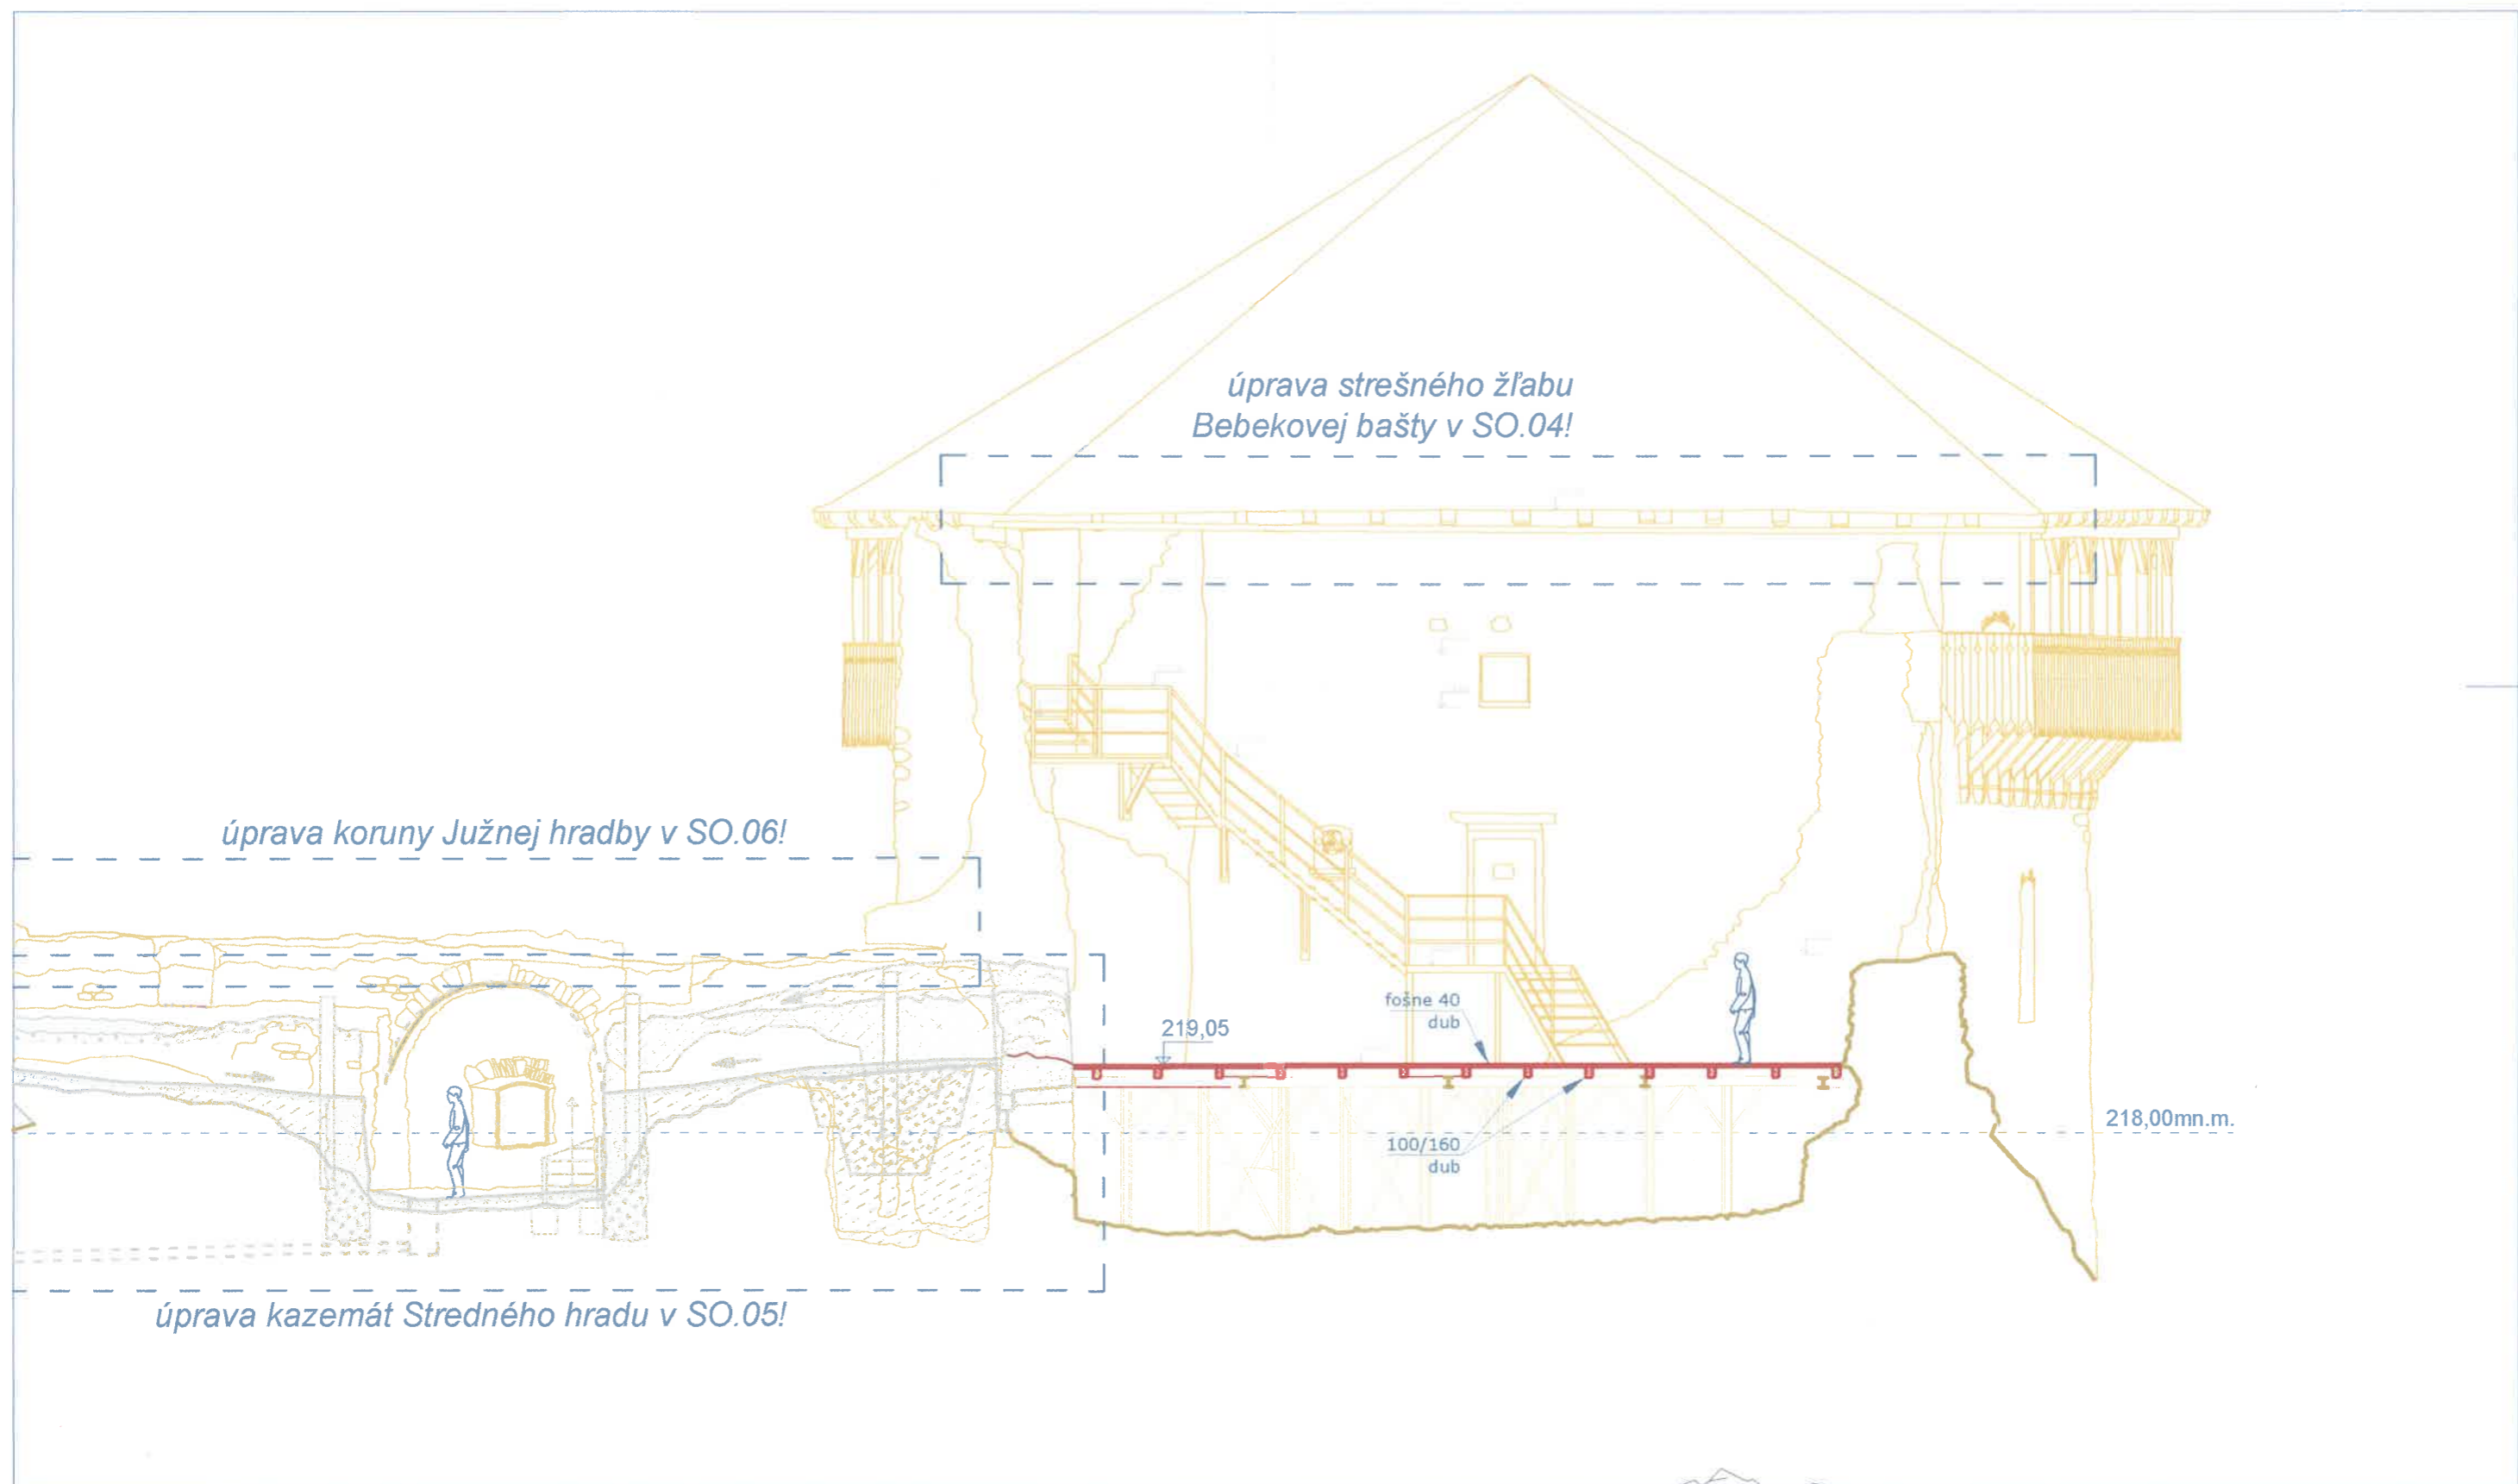 úprava strešného žľabu
Bebekovej bašty v SO.04!
úprava koruny Južnej hradby v SO.06!
219,05
fošne 40
dub
100/160
dub
218,00mn.m.
úprava kazemát Stredného hradu v SO.05!